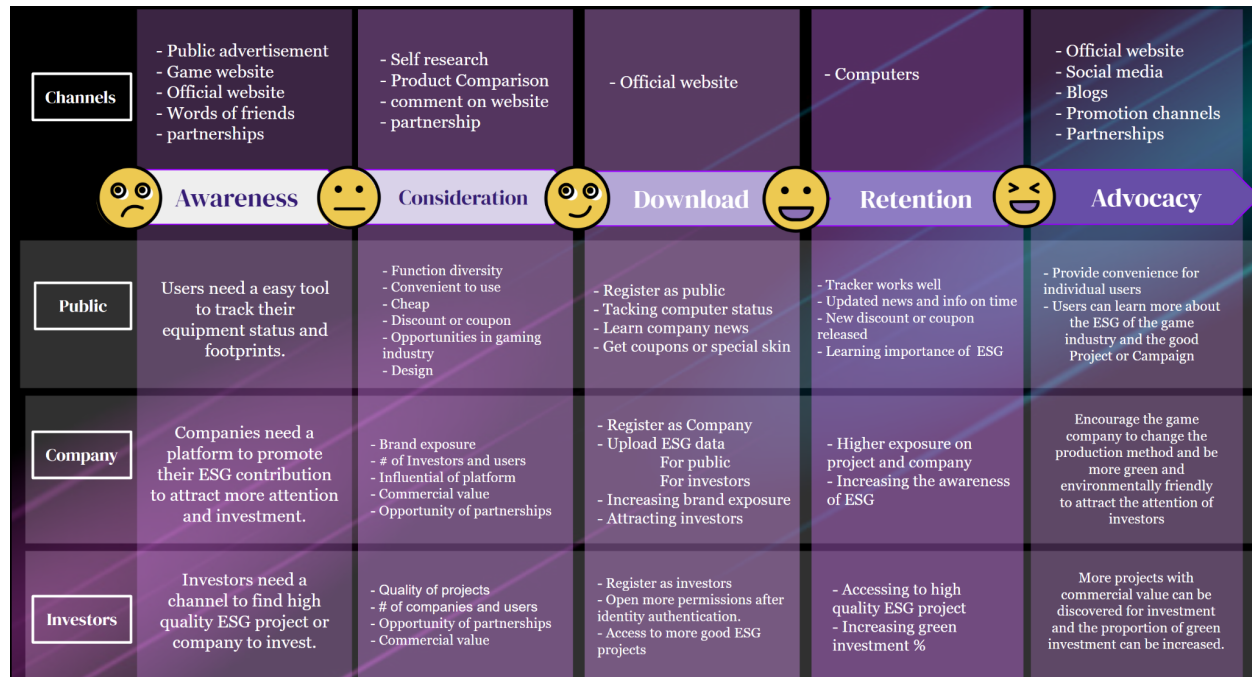 Channels
- Public advertisement
- Game website
- Official website
- Words of friends
- partnerships
- Self research
- Product Comparison
- comment on website
- partnership
- Official website
- Computers
- Official website
- Social media
- Blogs
- Promotion channels
- Partnerships
Awareness
Consideration
Download
Retention
Advocacy
Public
Users need a easy tool
to track their
equipment status and
footprints.
- Function diversity
- Convenient to use
- Cheap
- Discount or coupon
- Opportunities in gaming
industry
- Design
- Register as public
- Tacking computer status
- Learn company news
- Get coupons or special skin
- Tracker works well
- Updated news and info on time
- New discount or coupon
released
- Learning importance of ESG
- Provide convenience for
individual users
- Users can learn more about
the ESG of the game
industry and the good
Project or Campaign
Company
Companies need a
platform to promote
their ESG contribution
to attract more attention
and investment.
- Brand exposure
- # of Investors and users
- Influential of platform
- Commercial value
- Opportunity of partnerships
- Register as Company
- Upload ESG data
For public
For investors
- Increasing brand exposure
- Attracting investors
- Higher exposure on
project and company
- Increasing the awareness
of ESG
Encourage the game
company to change the
production method and be
more green and
environmentally friendly
to attract the attention of
investors
Investors
Investors need a
channel to find high
quality ESG project or
company to invest.
- Quality of projects
- # of companies and users
- Opportunity of partnerships
- Commercial value
- Register as investors
- Open more permissions after
identity authentication.
- Access to more good ESG
projects
- Accessing to high
quality ESG project
- Increasing green
investment %
More projects with
commercial value can be
discovered for investment
and the proportion of green
investment can be increased.